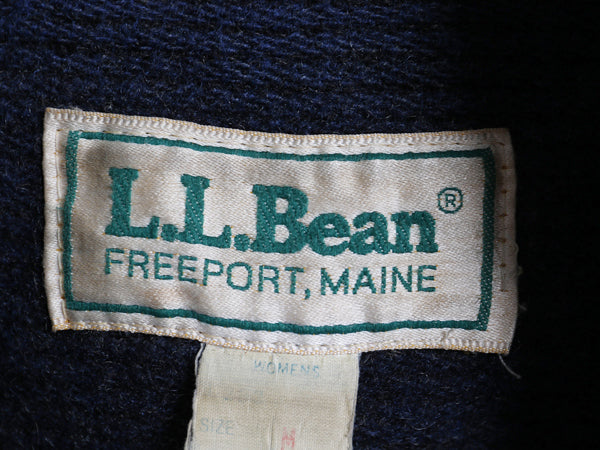 L.L.Bean®
FREEPORT, MAINE
WOMENS
SIZE M